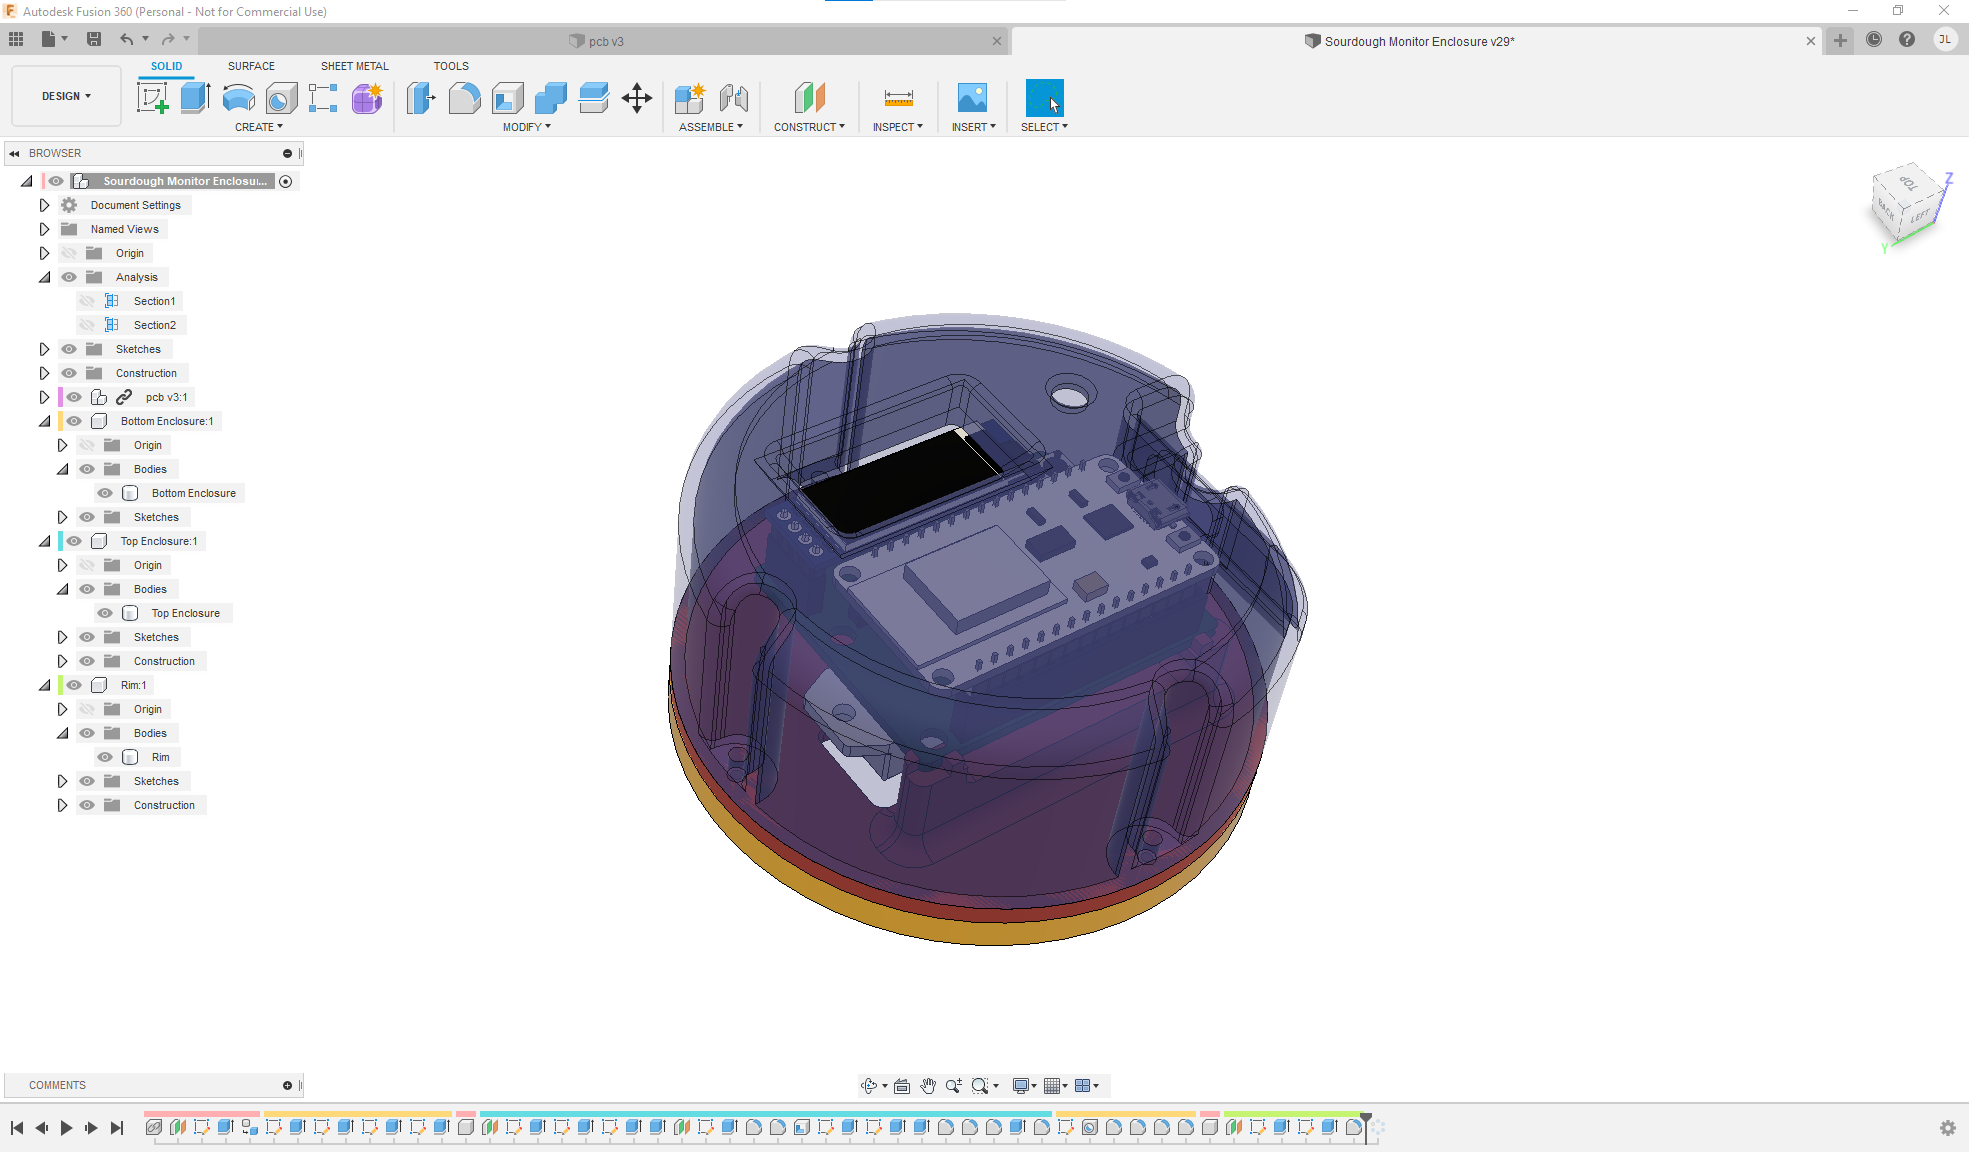 Autodesk Fusion 360 (Personal - Not for Commercial Use)
pcb v3
Sourdough Monitor Enclosure v29*
JL
SOLID
SURFACE
SHEET METAL
TOOLS
DESIGN
CREATE
MODIFY
ASSEMBLE
CONSTRUCT
INSPECT
INSERT
SELECT
BROWSER
Sourdough Monitor Enclosu...
Document Settings
Named Views
Origin
Analysis
Section1
Section2
Sketches
Construction
pcb v3:1
Bottom Enclosure:1
Origin
Bodies
Bottom Enclosure
Sketches
Top Enclosure:1
Origin
Bodies
Top Enclosure
Sketches
Construction
Rim:1
Origin
Bodies
Rim
Sketches
Construction
TOP
BACK
LEFT
Z
Y
COMMENTS